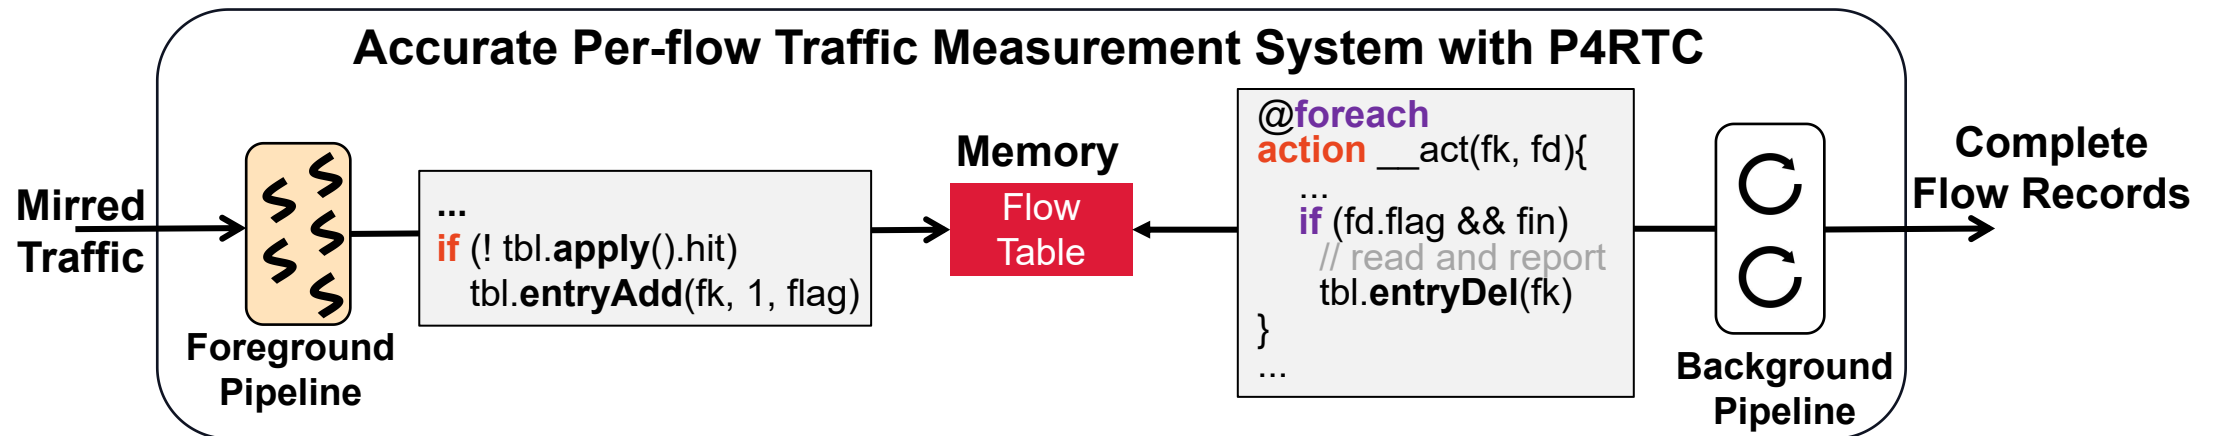 Accurate Per-flow Traffic Measurement System with P4RTC
Mirred
Traffic
Foreground
Pipeline
...
if (! tbl.apply().hit)
tbl.entryAdd(fk, 1, flag)
Memory
Flow
Table
@foreach
action __act(fk, fd){
...
if (fd.flag && fin)
// read and report
tbl.entryDel(fk)
}
...
Background
Pipeline
Complete
Flow Records